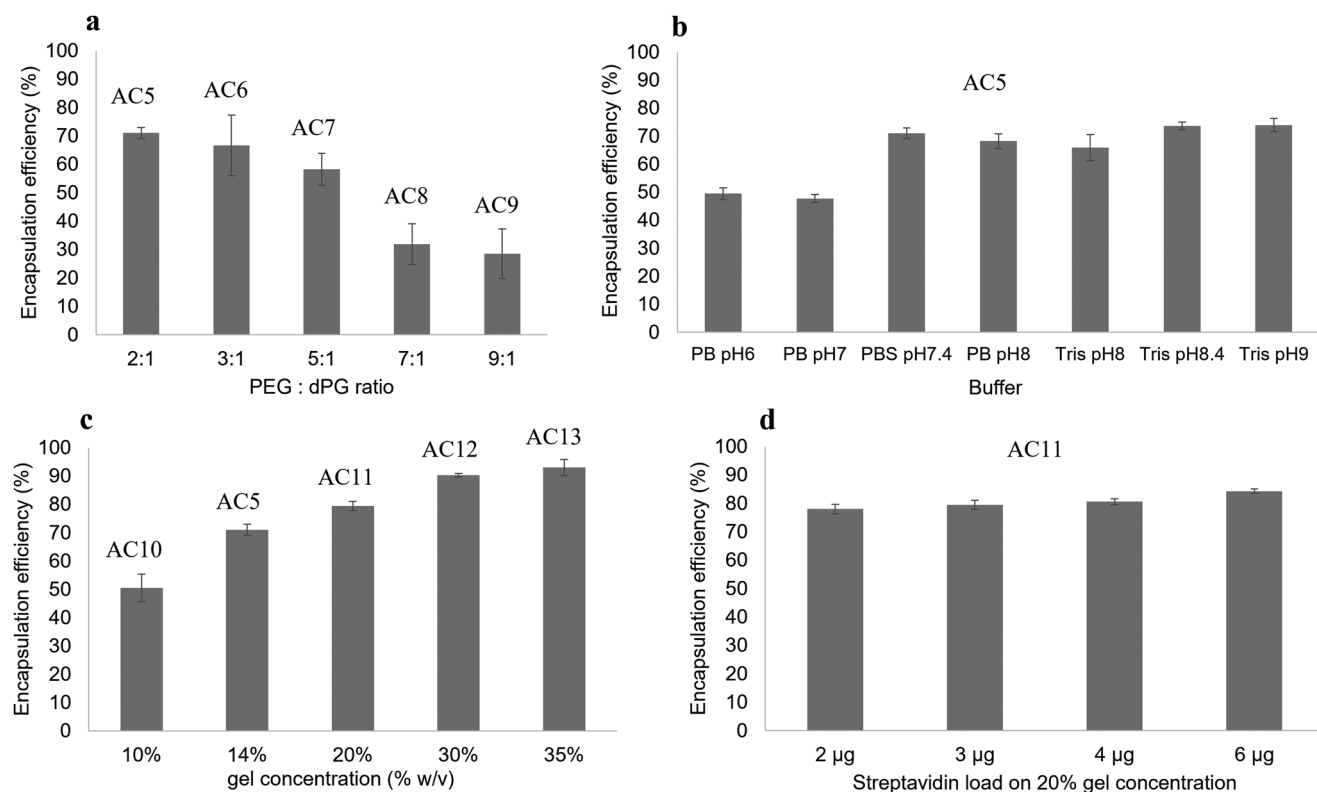 a
Encapsulation efficiency (%)
100
90
80
70
60
50
40
30
20
10
0
AC5
AC6
AC7
AC8
AC9
2:1 3:1 5:1 7:1 9:1
PEG : dPG ratio
b
Encapsulation efficiency (%)
100
90
80
70
60
50
40
30
20
10
0
AC5
PB pH6 PB pH7 PBS pH7.4 PB pH8 Tris pH8 Tris pH8.4 Tris pH9
Buffer
c
Encapsulation efficiency (%)
100
90
80
70
60
50
40
30
20
10
0
AC10
AC5
AC11
AC12
AC13
10% 14% 20% 30% 35%
gel concentration (% w/v)
d
Encapsulation efficiency (%)
100
90
80
70
60
50
40
30
20
10
0
AC11
2 µg 3 µg 4 µg 6 µg
Streptavidin load on 20% gel concentration